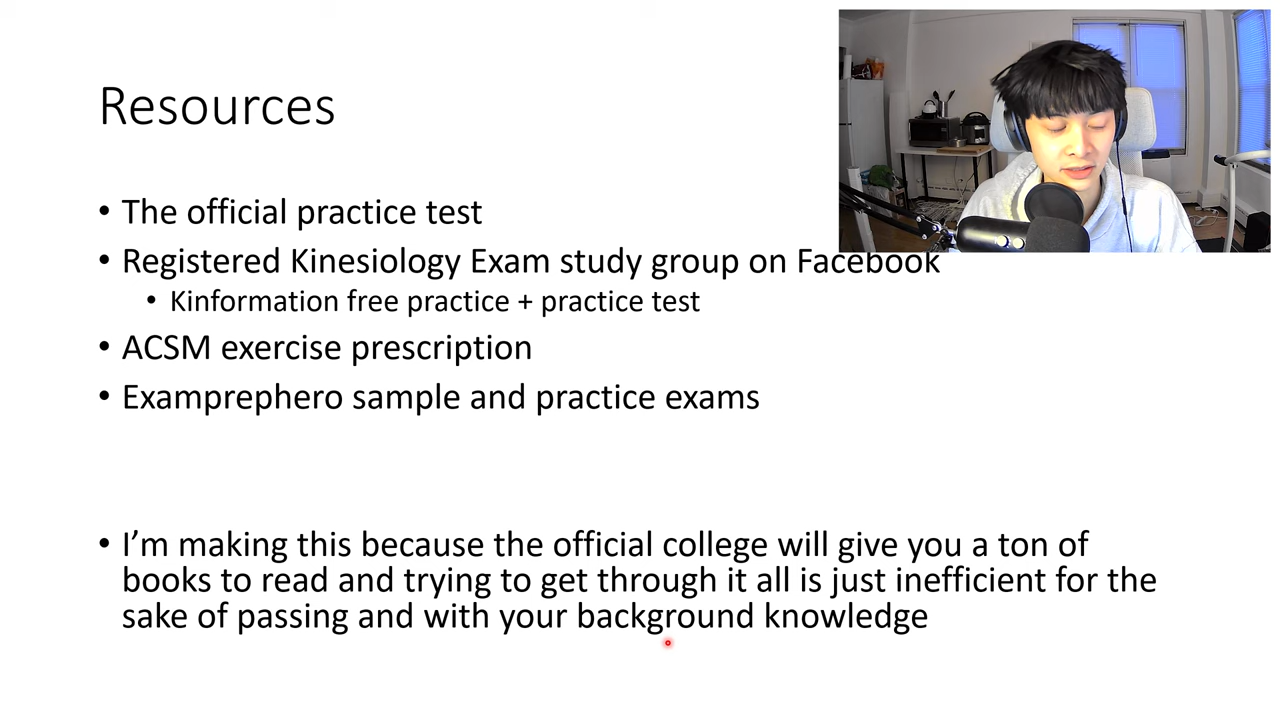 Resources
• The official practice test
• Registered Kinesiology Exam study group on Facebook
• Kinformation free practice + practice test
• ACSM exercise prescription
• Examprephero sample and practice exams
• I’m making this because the official college will give you a ton of
books to read and trying to get through it all is just inefficient for the
sake of passing and with your background knowledge